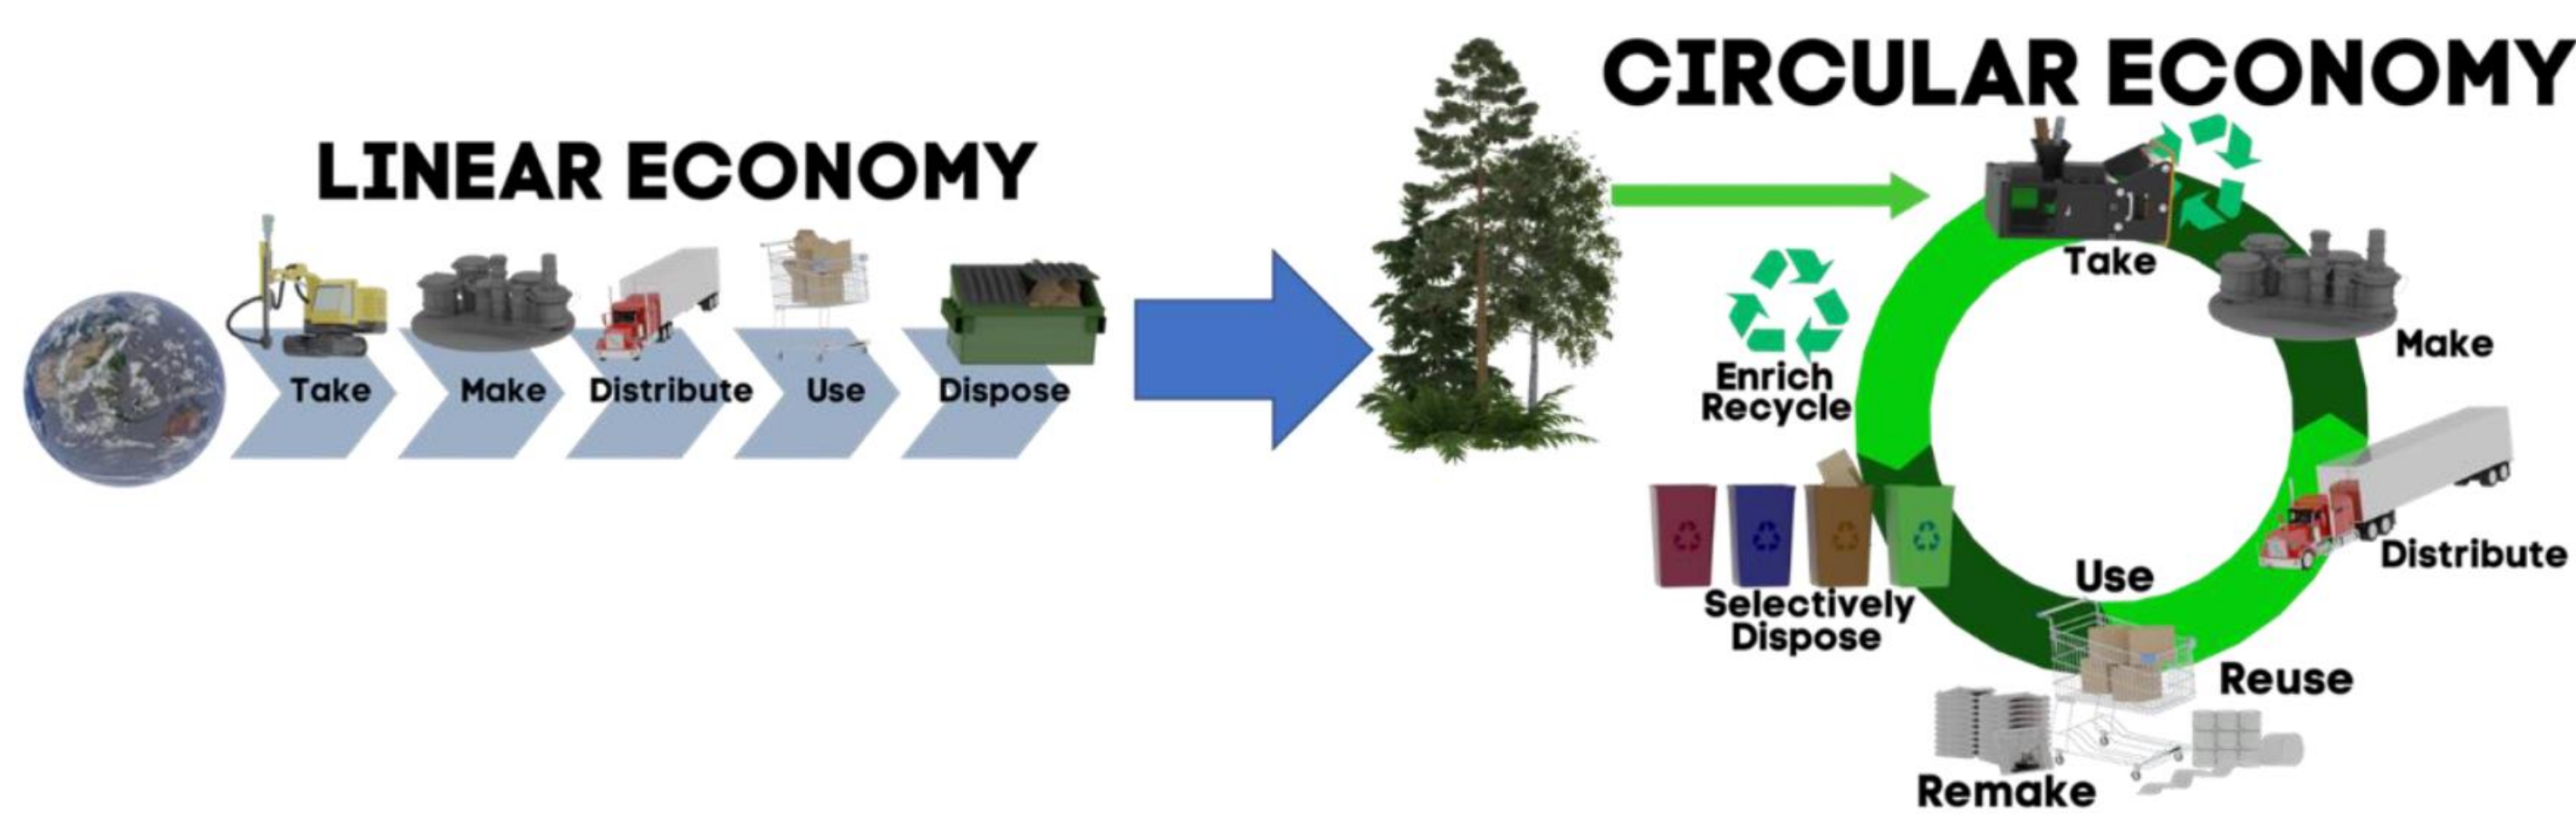 LINEAR ECONOMY
Take
Make
Distribute
Use
Dispose
CIRCULAR ECONOMY
Take
Make
Distribute
Use
Reuse
Remake
Selectively
Dispose
Enrich
Recycle